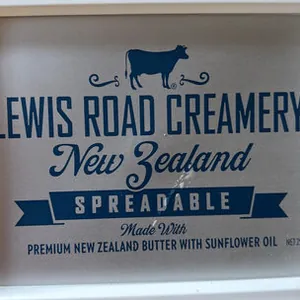 LEWIS ROAD CREAMERY
®
New Zealand
SPREADABLE
Made With
PREMIUM NEW ZEALAND BUTTER WITH SUNFLOWER OIL